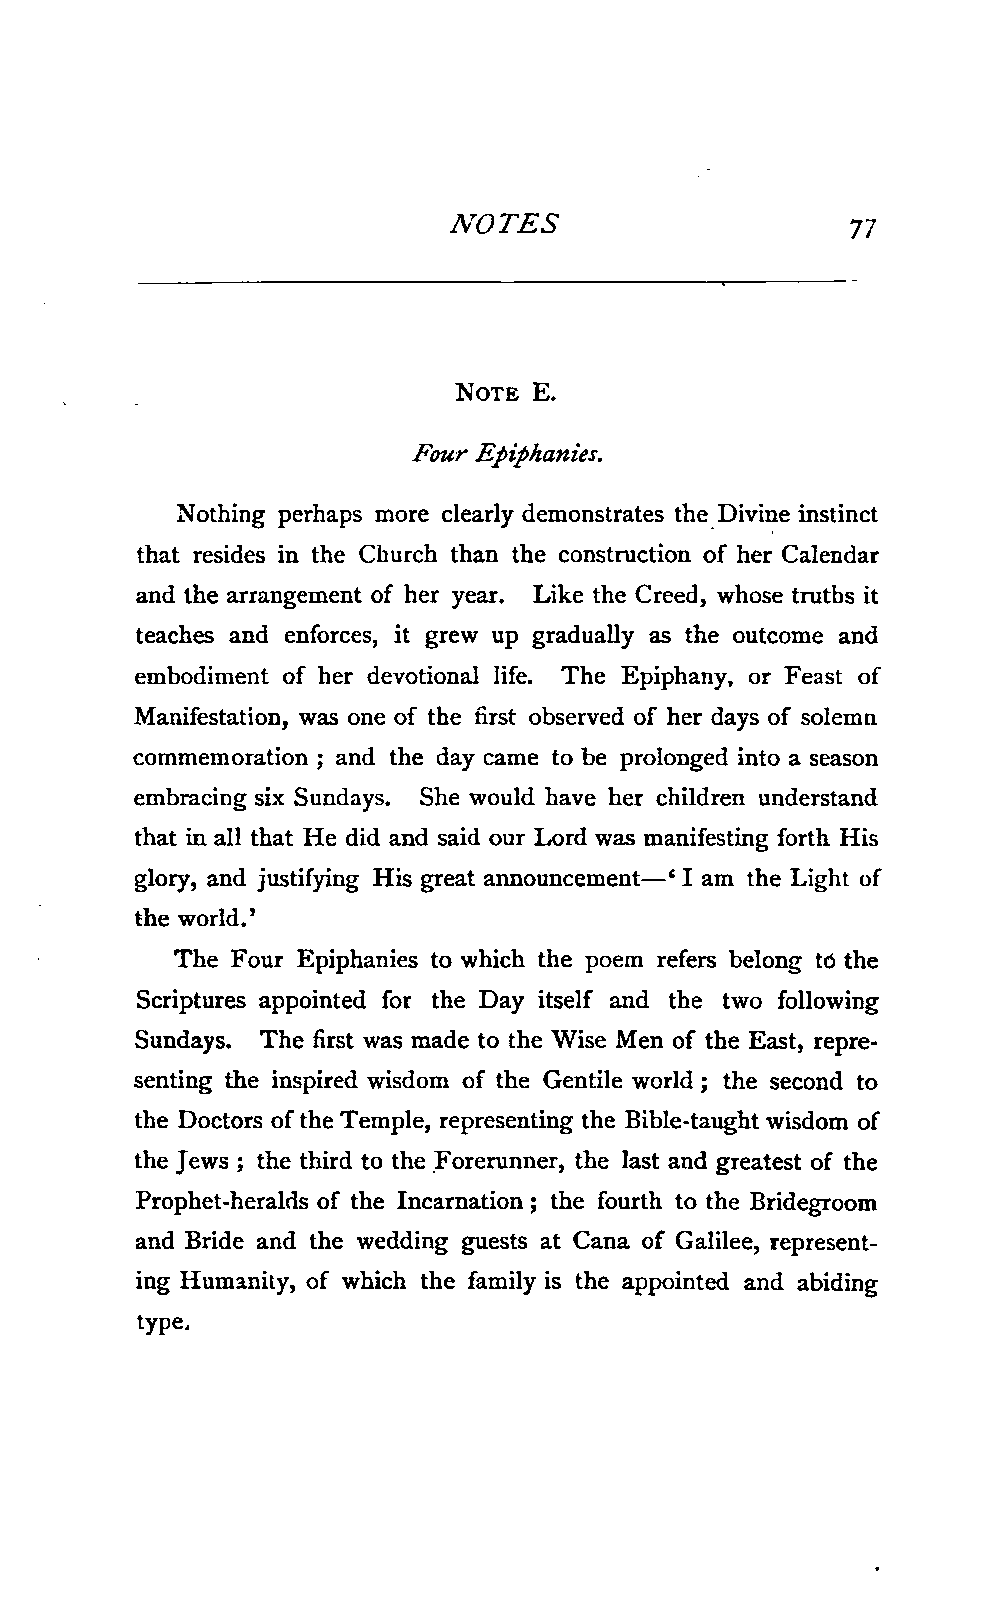 NOTES 77
NOTE E.
Four Epiphanies.
Nothing perhaps more clearly demonstrates the Divine instinct
that resides in the Church than the construction of her Calendar
and the arrangement of her year. Like the Creed, whose truths it
teaches and enforces, it grew up gradually as the outcome and
embodiment of her devotional life. The Epiphany, or Feast of
Manifestation, was one of the first observed of her days of solemn
commemoration ; and the day came to be prolonged into a season
embracing six Sundays. She would have her children understand
that in all that He did and said our Lord was manifesting forth His
glory, and justifying His great announcement—‘ I am the Light of
the world.’
The Four Epiphanies to which the poem refers belong to the
Scriptures appointed for the Day itself and the two following
Sundays. The first was made to the Wise Men of the East, repre-
senting the inspired wisdom of the Gentile world ; the second to
the Doctors of the Temple, representing the Bible-taught wisdom of
the Jews ; the third to the Forerunner, the last and greatest of the
Prophet-heralds of the Incarnation ; the fourth to the Bridegroom
and Bride and the wedding guests at Cana of Galilee, represent-
ing Humanity, of which the family is the appointed and abiding
type.